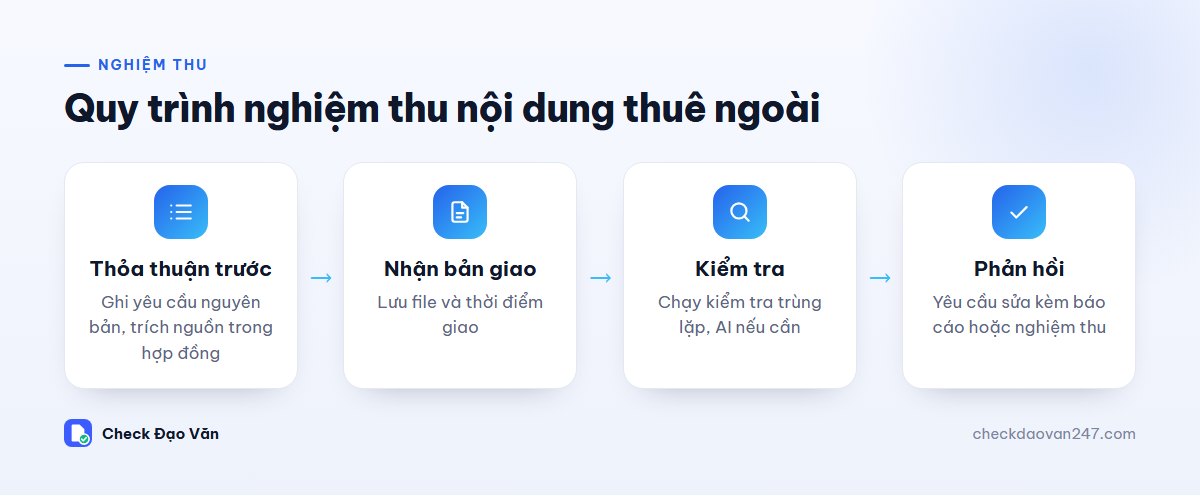 NGHIỆM THU
Quy trình nghiệm thu nội dung thuê ngoài
Thỏa thuận trước
Ghi yêu cầu nguyên
bản, trích nguồn trong
hợp đồng
Nhận bản giao
Lưu file và thời điểm
giao
Kiểm tra
Chạy kiểm tra trùng
lặp, AI nếu cần
Phản hồi
Yêu cầu sửa kèm báo
cáo hoặc nghiệm thu
Check Đạo Văn
checkdaovan247.com